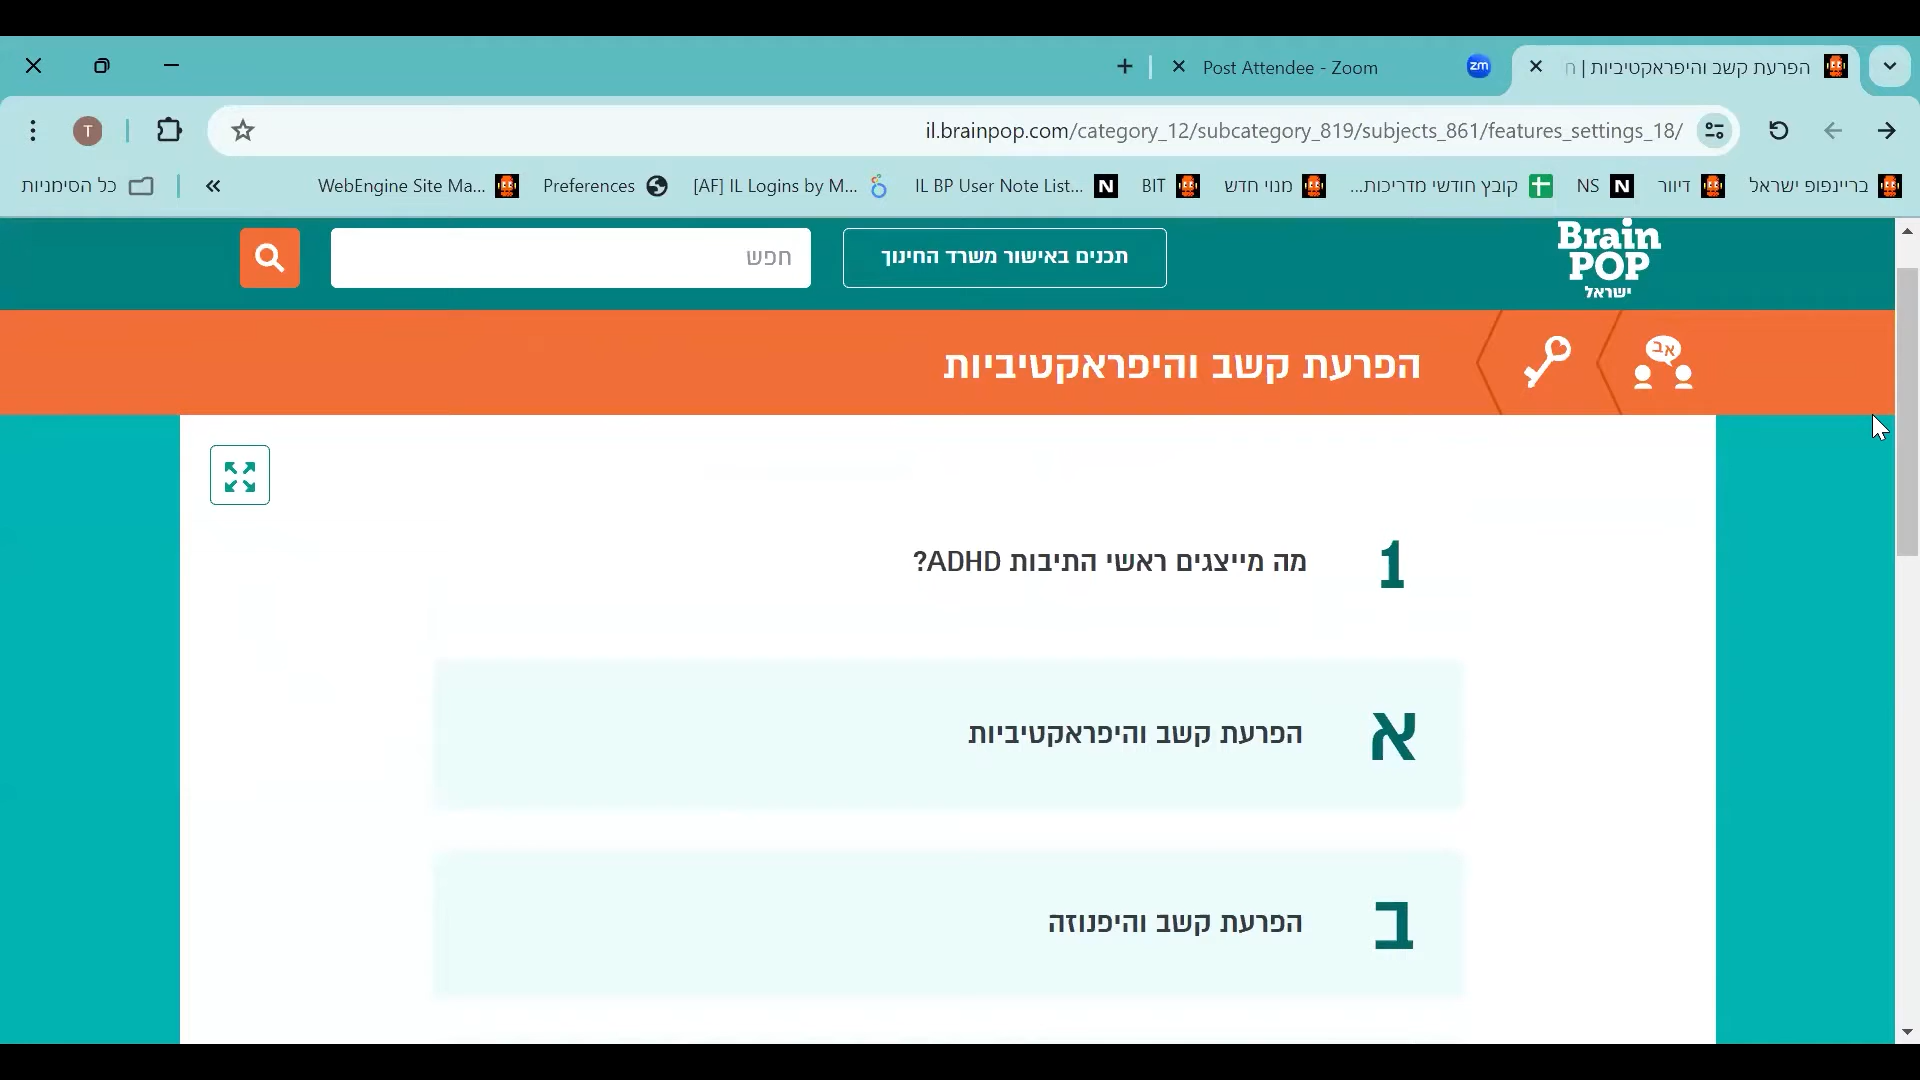 הפרעת קשב והיפראקטיביות | ח
Post Attendee - Zoom
zm
il.brainpop.com/category_12/subcategory_819/subjects_861/features_settings_18/
T
בריינפופ ישראל
דיוור
NS
קובץ חודשי מדריכות...
מנוי חדש
BIT
IL BP User Note List...
[AF] IL Logins by M...
Preferences
WebEngine Site Ma...
«
כל הסימניות
Brain
POP
ישראל
תכנים באישור משרד החינוך
חפש
אב
הפרעת קשב והיפראקטיביות
1
מה מייצגים ראשי התיבות ADHD?
א
הפרעת קשב והיפראקטיביות
ב
הפרעת קשב והיפנוזה